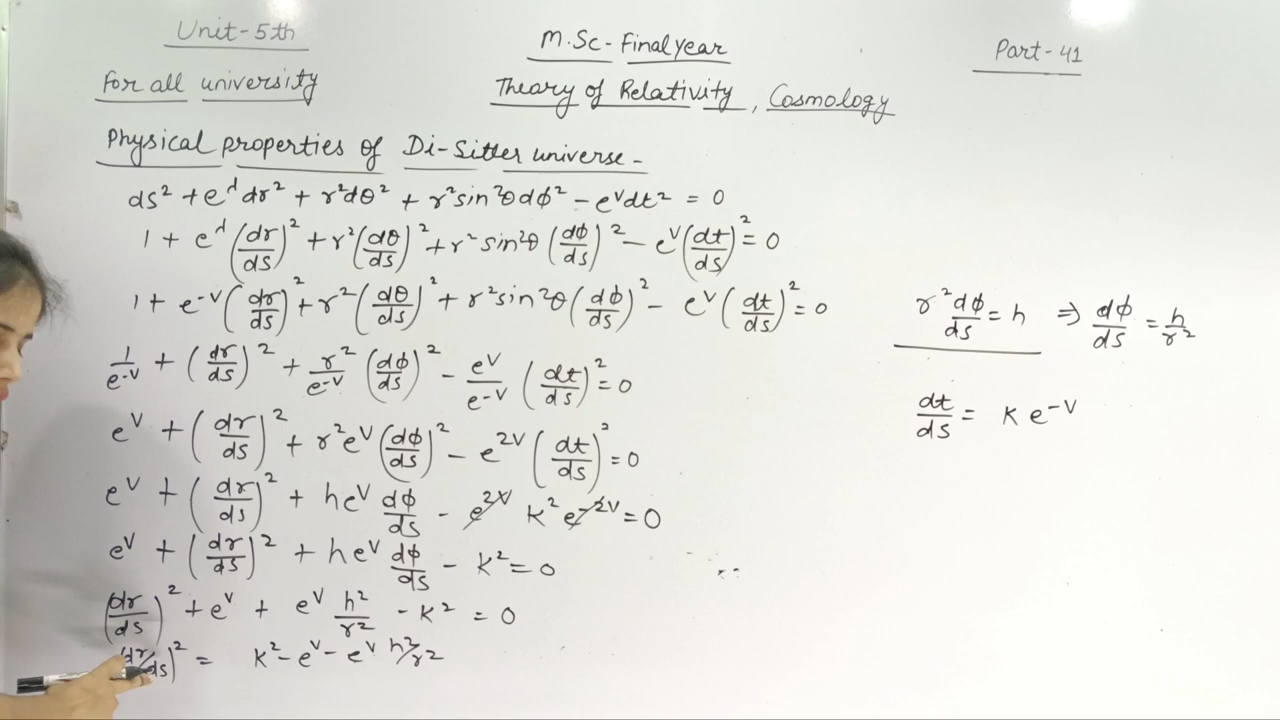 Unit-5th
M.Sc-Final year
Part-41
For all university
Theory of Relativity, Cosmology
Physical properties of Di-Sitter universe-
ds² + e^λ dr² + r²dθ² + r²sin²θdφ² - e^v dt² = 0
1 + e^λ (dr/ds)² + r²(dθ/ds)² + r² sin²θ (dφ/ds)² - e^v (dt/ds)² = 0
1 + e^-v (dr/ds)² + r² (dθ/ds)² + r²sin²θ (dφ/ds)² - e^v (dt/ds)² = 0
r² dφ/ds = h ⇒ dφ/ds = h/r²
1/e^-v + (dr/ds)² + r²/e^-v (dφ/ds)² - e^v/e^-v (dt/ds)² = 0
dt/ds = K e^-v
e^v + (dr/ds)² + r²e^v (dφ/ds)² - e^2v (dt/ds)² = 0
e^v + (dr/ds)² + he^v dφ/ds - e^2v K² e^-2v = 0
e^v + (dr/ds)² + he^v dφ/ds - K² = 0
(dr/ds)² + e^v + e^v h²/r² - K² = 0
(dr/ds)² = K² - e^v - e^v h²/r²